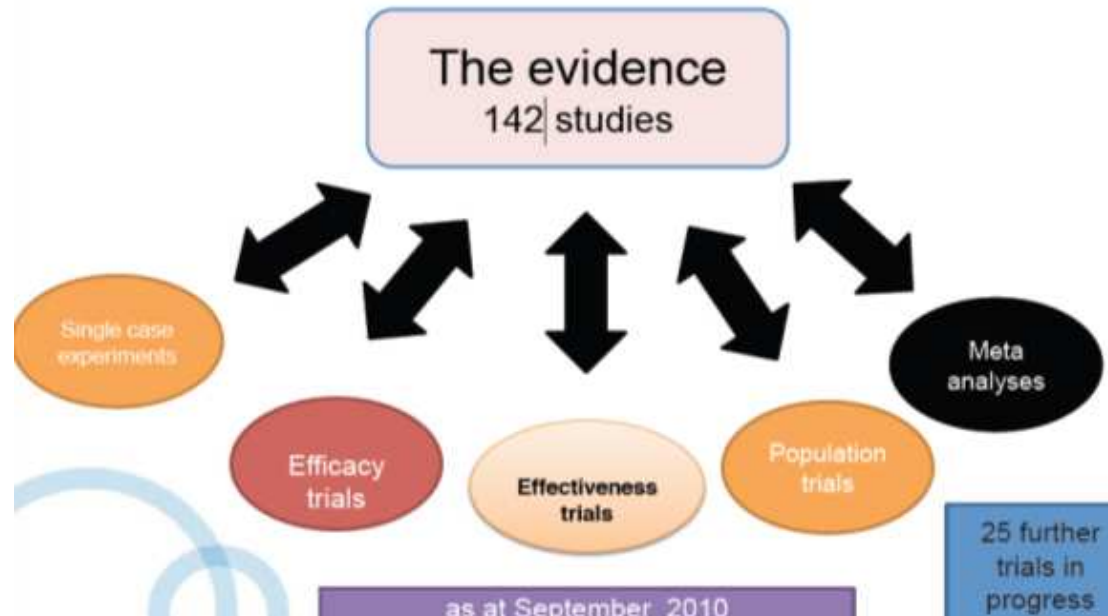 The evidence
142 studies
Single case
experiments
Efficacy
trials
Effectiveness
trials
Population
trials
Meta
analyses
25 further
trials in
progress
as at September 2010